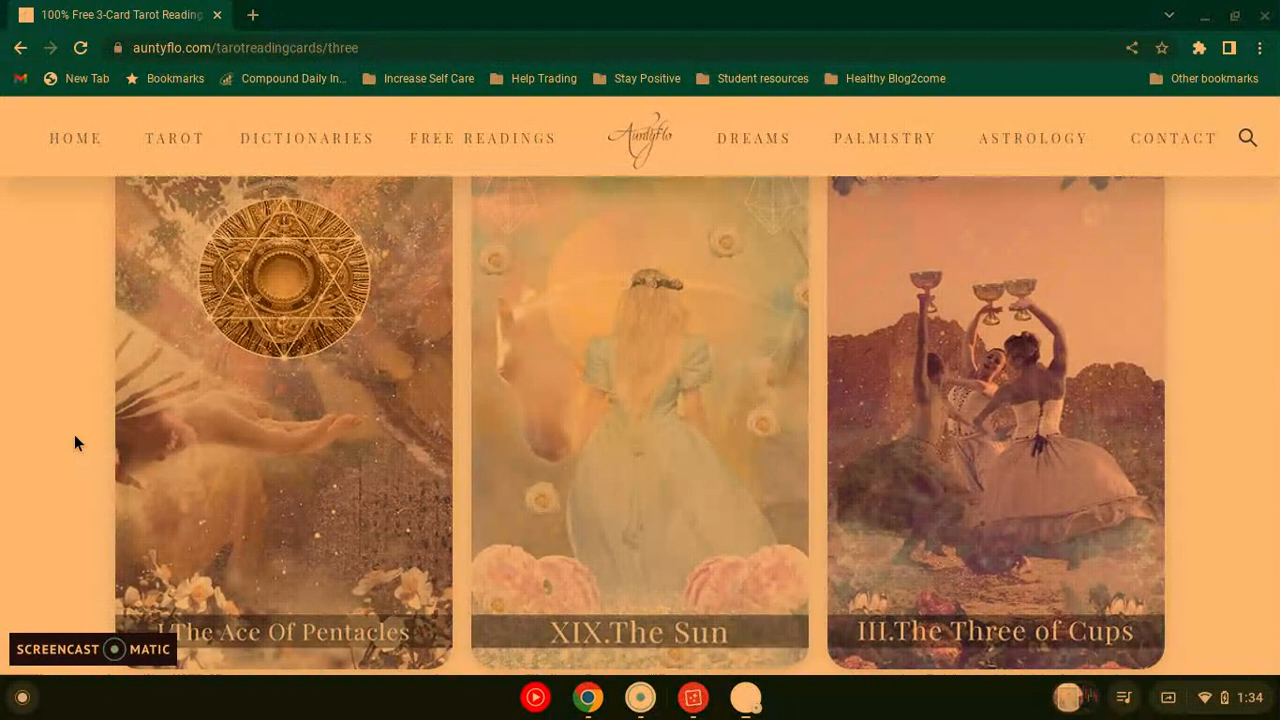 100% Free 3-Card Tarot Reading
auntyflo.com/tarotreadingcards/three
New Tab
Bookmarks
Compound Daily In...
Increase Self Care
Help Trading
Stay Positive
Student resources
Healthy Blog2come
Other bookmarks
HOME
TAROT
DICTIONARIES
FREE READINGS
Auntyflo
DREAMS
PALMISTRY
ASTROLOGY
CONTACT
I.The Ace Of Pentacles
XIX.The Sun
III.The Three of Cups
SCREENCAST MATIC
1:34